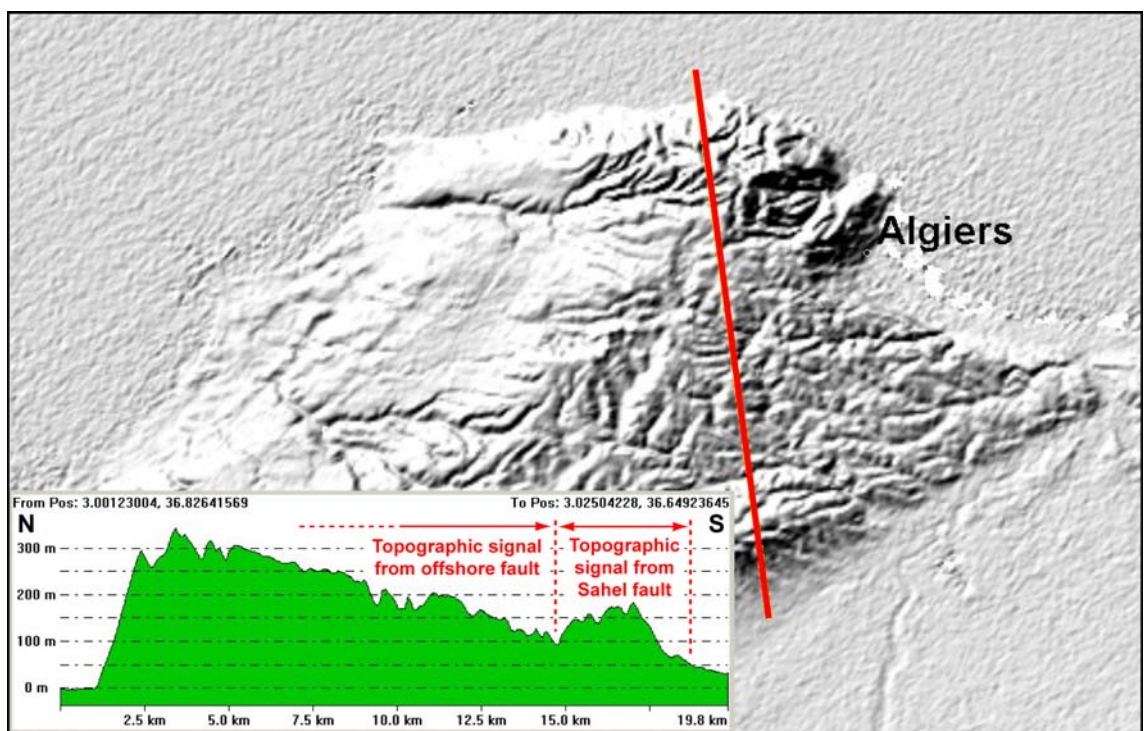 Algiers
From Pos: 3.00123004, 36.82641569 To Pos: 3.02504228, 36.64923645
N S
Topographic signal
from offshore fault
Topographic
signal from
Sahel fault
300 m
200 m
100 m
0 m
2.5 km 5.0 km 7.5 km 10.0 km 12.5 km 15.0 km 19.8 km